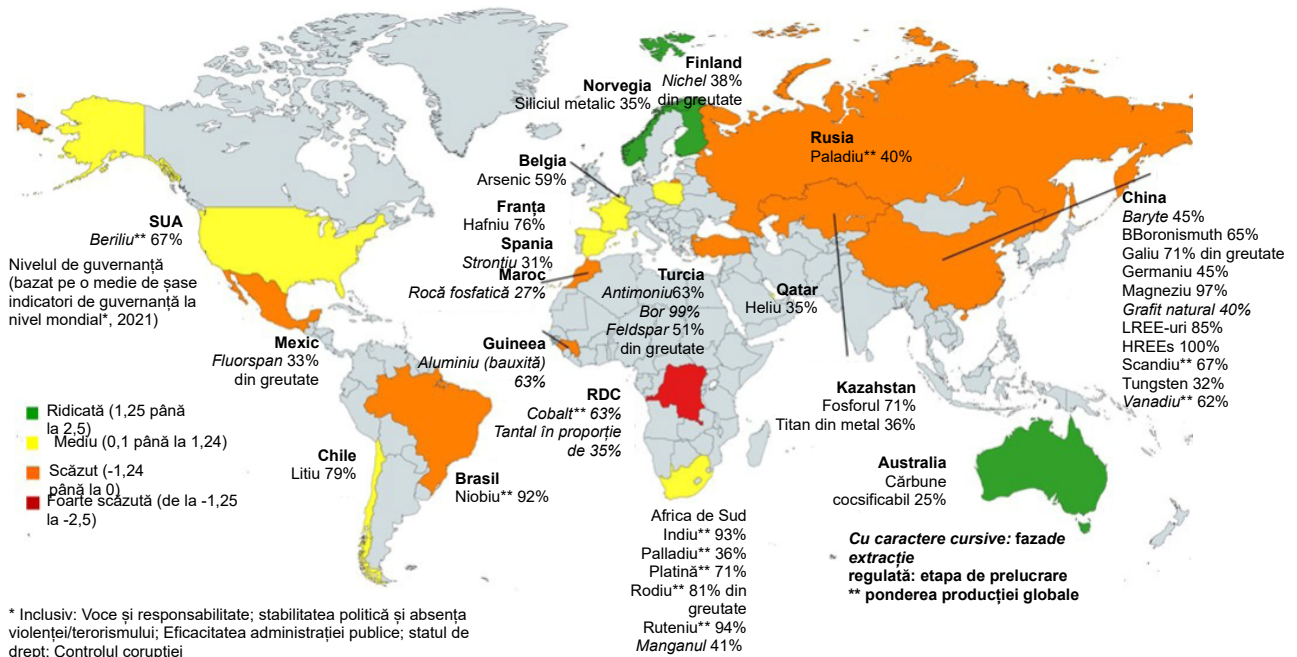 Finland
Nichel 38%
din greutate
Norvegia
Siliciul metalic 35%
Rusia
Paladiu** 40%
Belgia
Arsenic 59%
Franța
Hafniu 76%
Spania
Stronțiu 31%
Maroc
Rocă fosfatică 27%
Turcia
Antimoniu63%
Bor 99%
Feldspar 51%
din greutate
Qatar
Heliu 35%
China
Baryte 45%
BBoronismuth 65%
Galiu 71% din greutate
Germaniu 45%
Magneziu 97%
Grafit natural 40%
LREE-uri 85%
HREEs 100%
Scandiu** 67%
Tungsten 32%
Vanadiu** 62%
SUA
Beriliu** 67%
Nivelul de guvernanță
(bazat pe o medie de șase
indicatori de guvernanță la
nivel mondial*, 2021)
Mexic
Fluorspan 33%
din greutate
Guineea
Aluminiu (bauxită)
63%
RDC
Cobalt** 63%
Tantal în proporție
de 35%
Kazahstan
Fosforul 71%
Titan din metal 36%
Ridicată (1,25 până
la 2,5)
Mediu (0,1 până la 1,24)
Scăzut (-1,24
până la 0)
Foarte scăzută (de la -1,25
la -2,5)
Chile
Litiu 79%
Brasil
Niobiu** 92%
Australia
Cărbune
cocsificabil 25%
Africa de Sud
Indiu** 93%
Palladiu** 36%
Platină** 71%
Rodiu** 81% din
greutate
Ruteniu** 94%
Manganul 41%
Cu caractere cursive: fazade
extracție
regulată: etapa de prelucrare
** ponderea producției globale
* Inclusiv: Voce și responsabilitate; stabilitatea politică și absența
violenței/terorismului; Eficacitatea administrației publice; statul de
drept; Controlul corupției